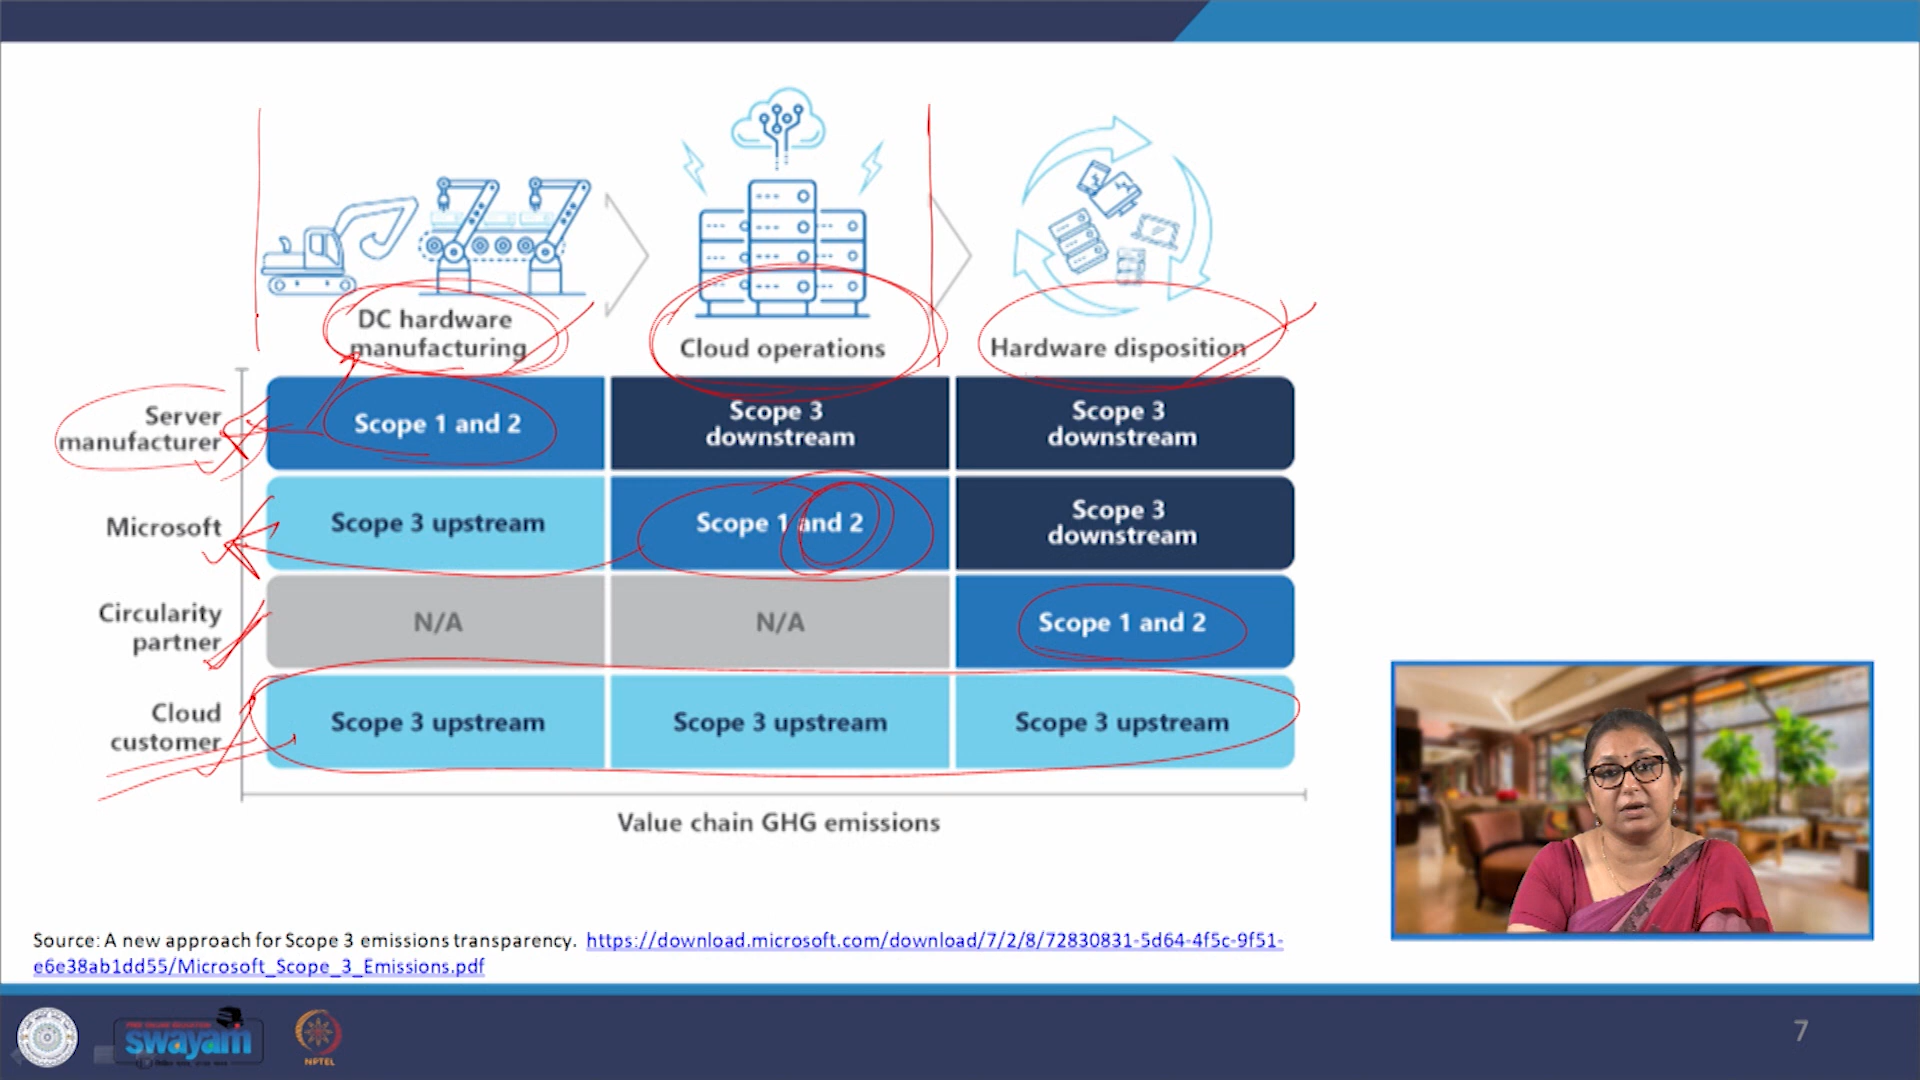 DC hardware
manufacturing
Cloud operations
Hardware disposition
Server
manufacturer
Scope 1 and 2
Scope 3
downstream
Scope 3
downstream
Microsoft
Scope 3 upstream
Scope 1 and 2
Scope 3
downstream
Circularity
partner
N/A
N/A
Scope 1 and 2
Cloud
customer
Scope 3 upstream
Scope 3 upstream
Scope 3 upstream
Value chain GHG emissions
Source: A new approach for Scope 3 emissions transparency. https://download.microsoft.com/download/7/2/8/72830831-5d64-4f5c-9f51-
e6e38ab1dd55/Microsoft_Scope_3_Emissions.pdf
swayam
NPTEL
7